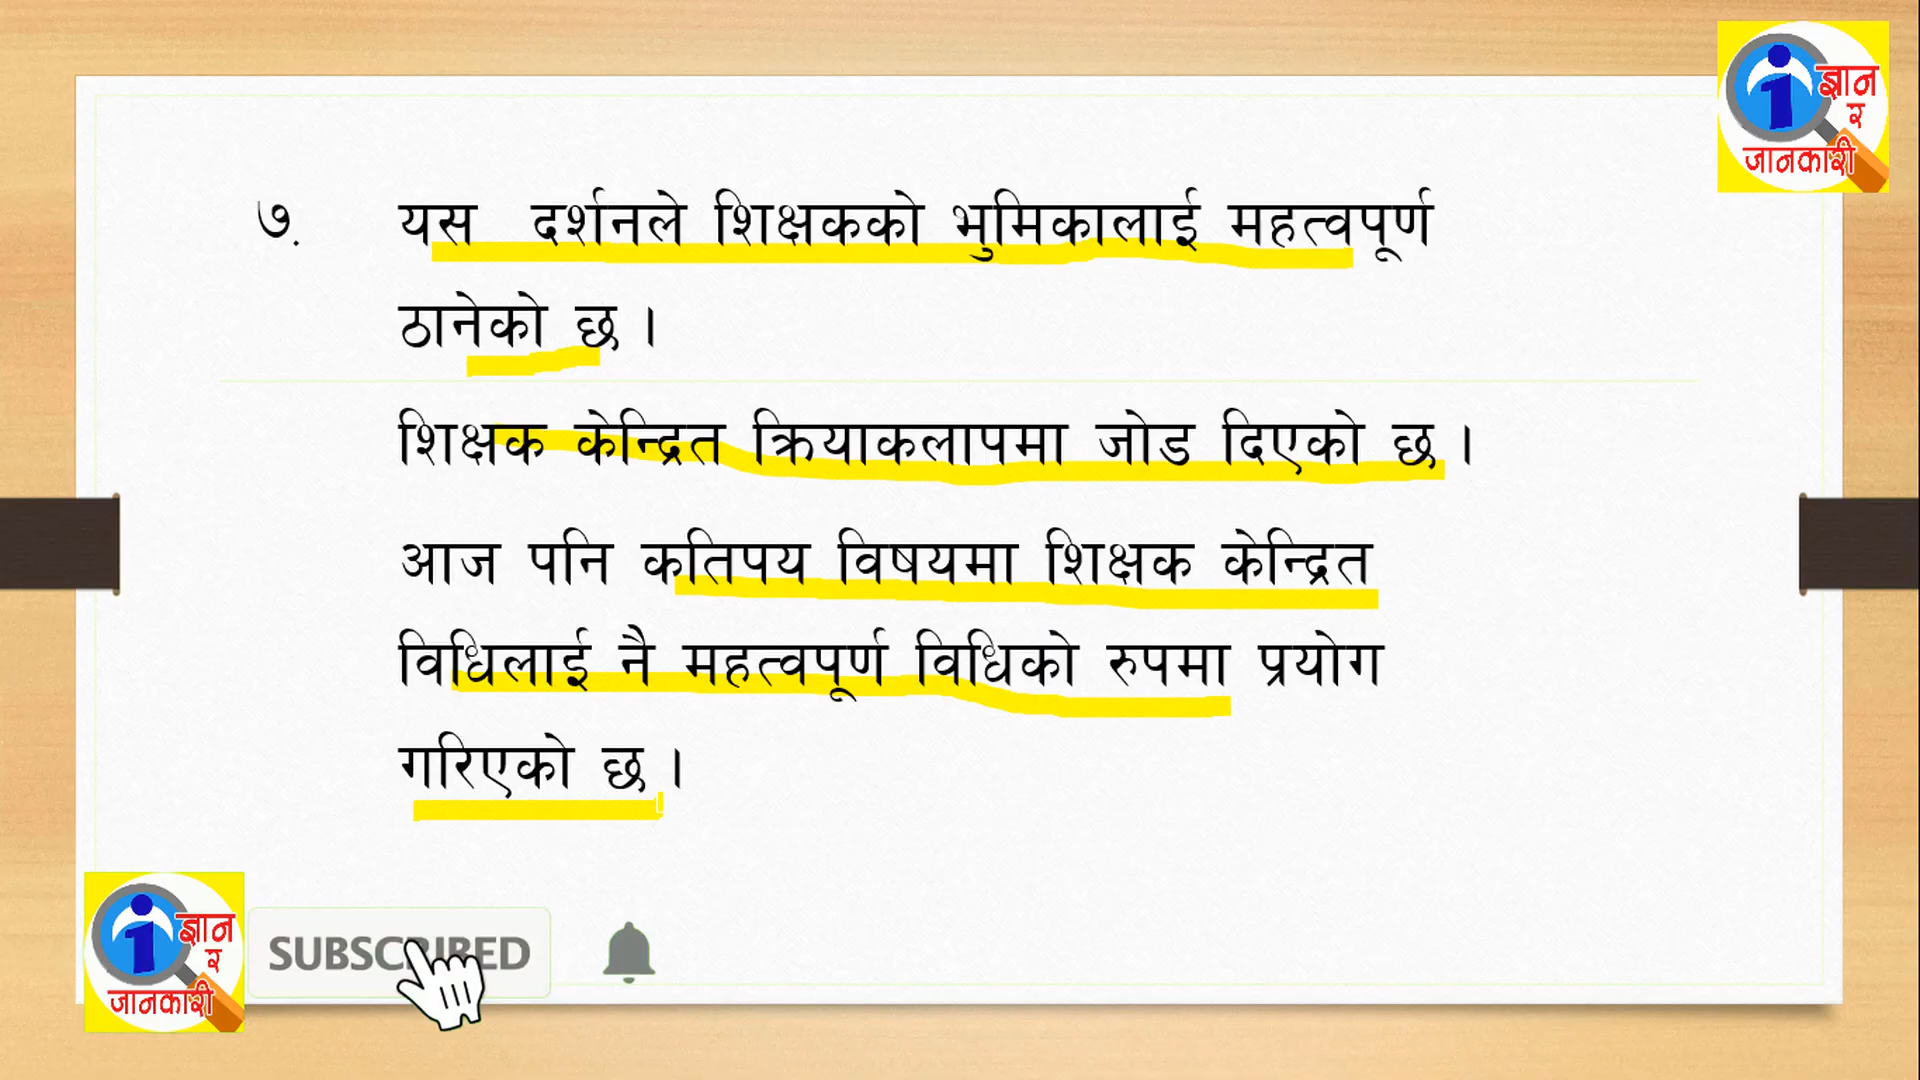 ज्ञान
र
जानकारी
७. यस दर्शनले शिक्षकको भुमिकालाई महत्वपूर्ण
ठानेको छ ।
शिक्षक केन्द्रित क्रियाकलापमा जोड दिएको छ ।
आज पनि कतिपय विषयमा शिक्षक केन्द्रित
विधिलाई नै महत्वपूर्ण विधिको रुपमा प्रयोग
गरिएको छ ।
ज्ञान
र
जानकारी
SUBSCRIBED